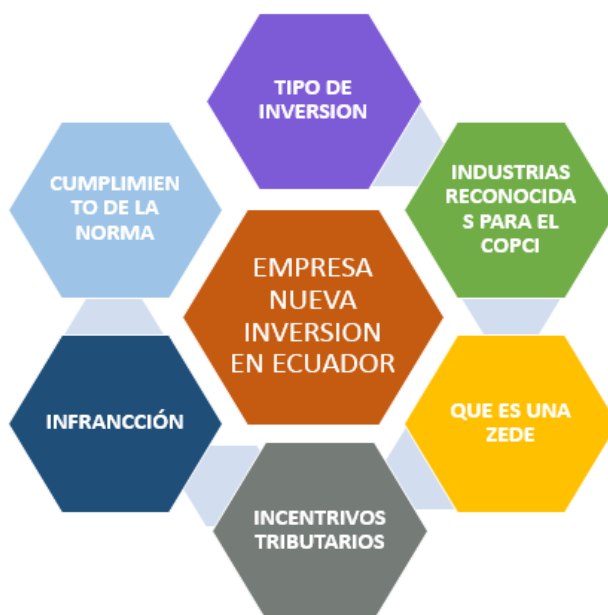 TIPO DE
INVERSION
INDUSTRIAS
RECONOCIDA
S PARA EL
COPCI
QUE ES UNA
ZEDE
INCENTRIVOS
TRIBUTARIOS
INFRANCCIÓN
CUMPLIMIEN
TO DE LA
NORMA
EMPRESA
NUEVA
INVERSION
EN ECUADOR